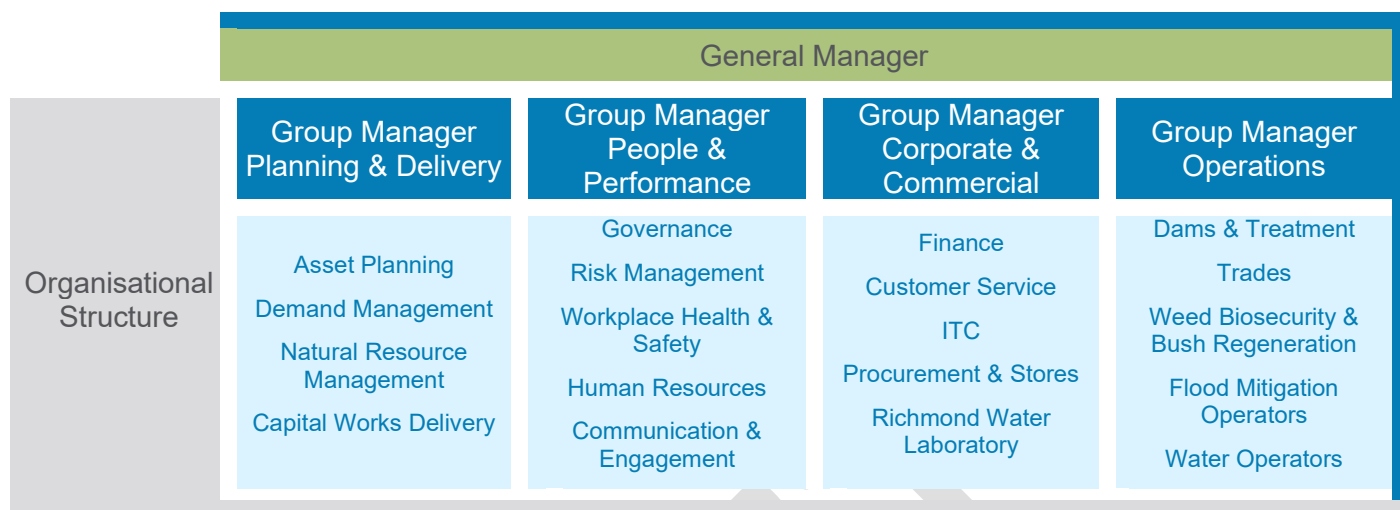 General Manager
Organisational
Structure
Group Manager
Planning & Delivery
Asset Planning
Demand Management
Natural Resource
Management
Capital Works Delivery
Group Manager
People &
Performance
Governance
Risk Management
Workplace Health &
Safety
Human Resources
Communication &
Engagement
Group Manager
Corporate &
Commercial
Finance
Customer Service
ITC
Procurement & Stores
Richmond Water
Laboratory
Group Manager
Operations
Dams & Treatment
Trades
Weed Biosecurity &
Bush Regeneration
Flood Mitigation
Operators
Water Operators